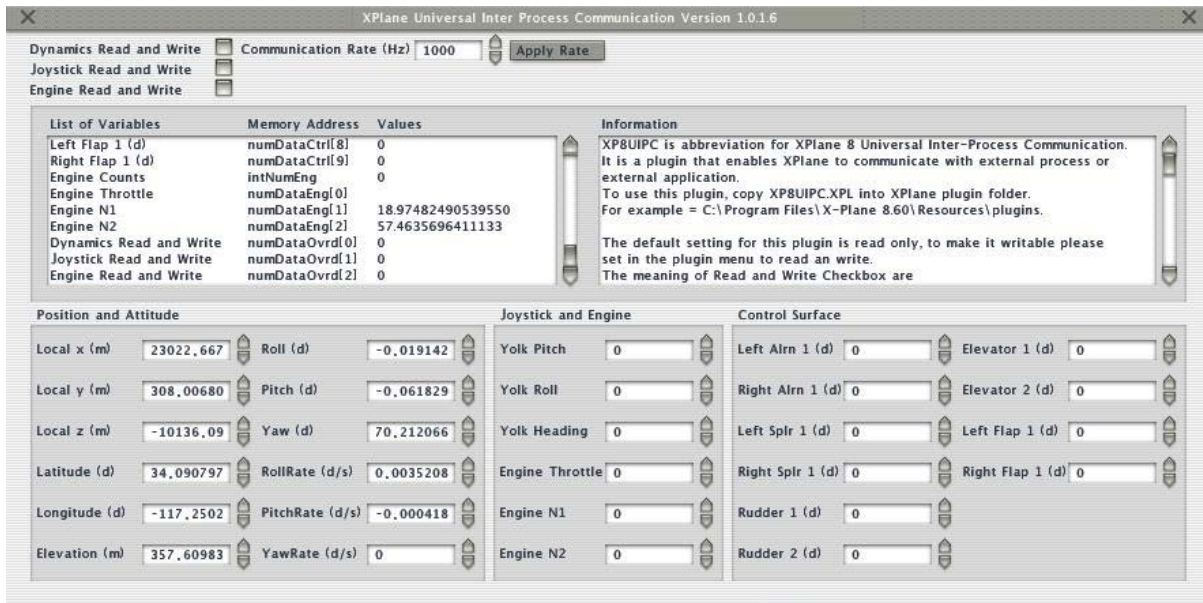 XPlane Universal Inter Process Communication Version 1.0.1.6
Dynamics Read and Write Communication Rate (Hz) 1000 Apply Rate
Joystick Read and Write
Engine Read and Write
List of Variables Memory Address Values
Left Flap 1 (d) numDataCtrl[8] 0
Right Flap 1 (d) numDataCtrl[9] 0
Engine Counts intNumEng 0
Engine Throttle numDataEng[0]
Engine N1 numDataEng[1] 18.97482490539550
Engine N2 numDataEng[2] 57.4635696411133
Dynamics Read and Write numDataOvrd[0] 0
Joystick Read and Write numDataOvrd[1] 0
Engine Read and Write numDataOvrd[2] 0
Information
XP8UIPC is abbreviation for XPlane 8 Universal Inter-Process Communication.
It is a plugin that enables XPlane to communicate with external process or
external application.
To use this plugin, copy XP8UIPC.XPL into XPlane plugin folder.
For example = C:\Program Files\X-Plane 8.60\Resources\plugins.
The default setting for this plugin is read only, to make it writable please
set in the plugin menu to read an write.
The meaning of Read and Write Checkbox are
Position and Attitude
Local x (m) 23022.667 Roll (d) -0.019142
Local y (m) 308.00680 Pitch (d) -0.061829
Local z (m) -10136.09 Yaw (d) 70.212066
Latitude (d) 34.090797 RollRate (d/s) 0.0035208
Longitude (d) -117.2502 PitchRate (d/s) -0.000418
Elevation (m) 357.60983 YawRate (d/s) 0
Joystick and Engine
Yolk Pitch 0
Yolk Roll 0
Yolk Heading 0
Engine Throttle 0
Engine N1 0
Engine N2 0
Control Surface
Left Alrn 1 (d) 0 Elevator 1 (d) 0
Right Alrn 1 (d) 0 Elevator 2 (d) 0
Left Splr 1 (d) 0 Left Flap 1 (d) 0
Right Splr 1 (d) 0 Right Flap 1 (d) 0
Rudder 1 (d) 0
Rudder 2 (d) 0